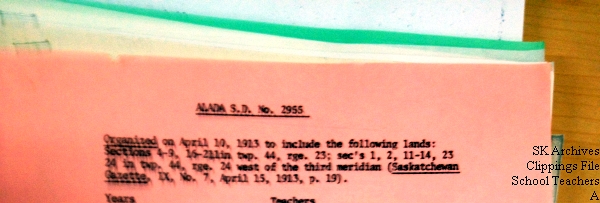 ALADA S.D. No. 2955
Organized on April 10, 1913 to include the following lands:
Sections 4-9, 16-21in twp. 44, rge. 23; sec's 1, 2, 11-14, 23
24 in twp. 44, rge. 24 west of the third meridian (Saskatchewan
Gazette, IX, No. 7, April 15, 1913, p. 19).
Years Teachers
SK Archives
Clippings File
School Teachers
A